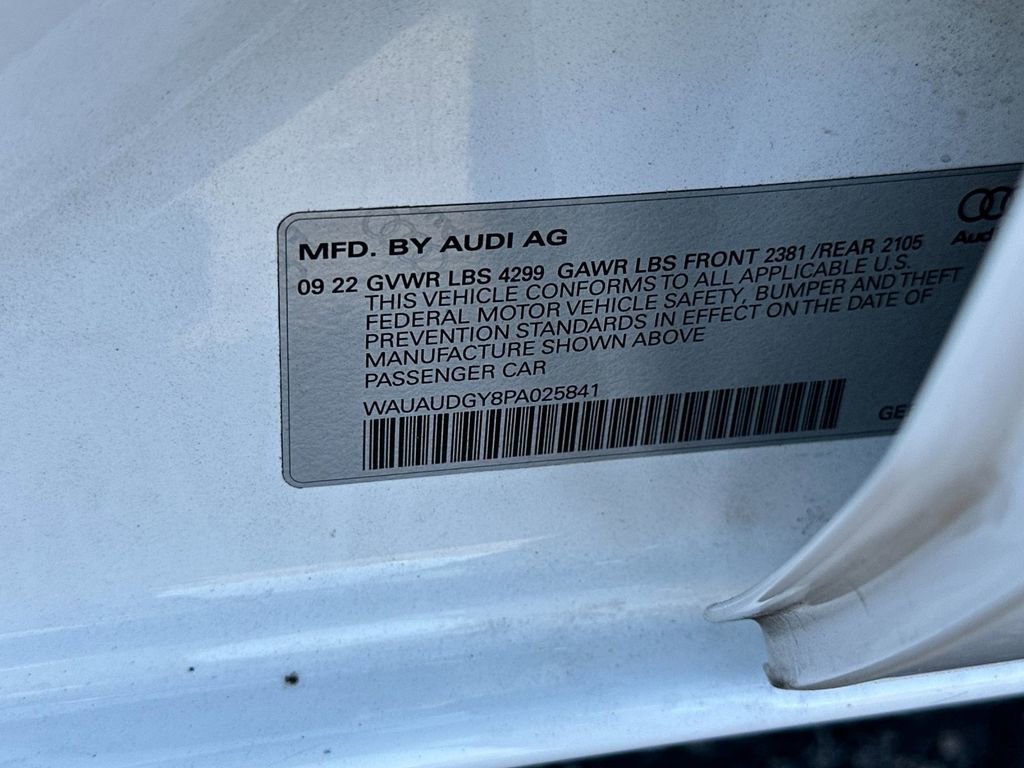 MFD. BY AUDI AG
09 22 GVWR LBS 4299 GAWR LBS FRONT 2381 /REAR 2105
THIS VEHICLE CONFORMS TO ALL APPLICABLE U.S.
FEDERAL MOTOR VEHICLE SAFETY, BUMPER AND THEFT
PREVENTION STANDARDS IN EFFECT ON THE DATE OF
MANUFACTURE SHOWN ABOVE
PASSENGER CAR
WAUAUDGY8PA025841